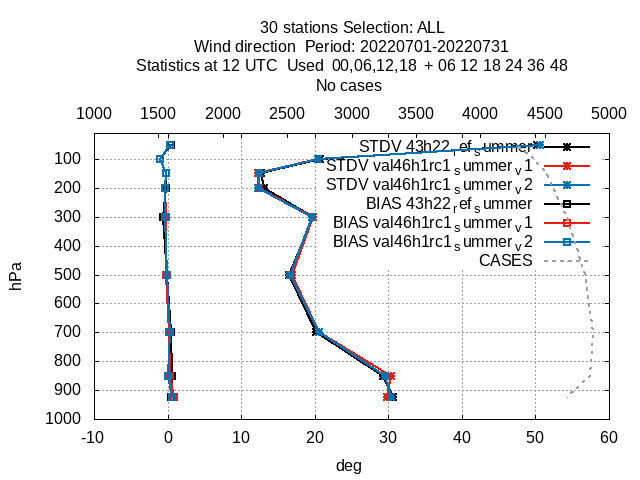 30 stations Selection: ALL
Wind direction  Period: 20220701-20220731
Statistics at 12 UTC  Used  00,06,12,18  + 06 12 18 24 36 48
No cases
1000 1500 2000 2500 3000 3500 4000 4500 5000
STDV 43h22_ref_summer
STDV val46h1rc1_summer_v1
STDV val46h1rc1_summer_v2
BIAS 43h22_ref_summer
BIAS val46h1rc1_summer_v1
BIAS val46h1rc1_summer_v2
CASES
hPa
100
200
300
400
500
600
700
800
900
1000
-10 0 10 20 30 40 50 60
deg